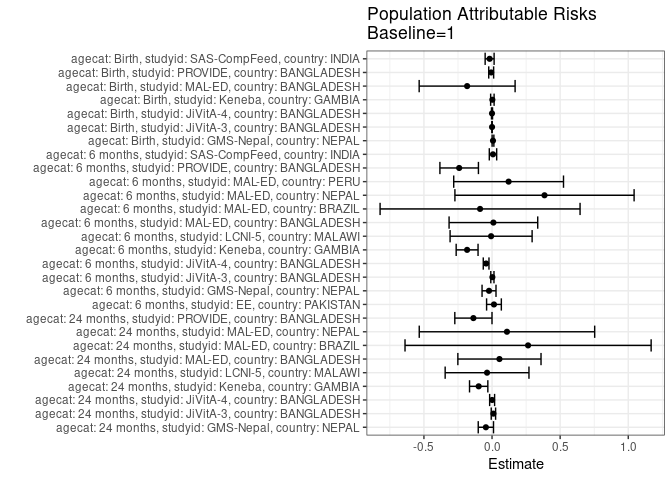 Population Attributable Risks
Baseline=1
agecat: Birth, studyid: SAS-CompFeed, country: INDIA
agecat: Birth, studyid: PROVIDE, country: BANGLADESH
agecat: Birth, studyid: MAL-ED, country: BANGLADESH
agecat: Birth, studyid: Keneba, country: GAMBIA
agecat: Birth, studyid: JiVitA-4, country: BANGLADESH
agecat: Birth, studyid: JiVitA-3, country: BANGLADESH
agecat: Birth, studyid: GMS-Nepal, country: NEPAL
agecat: 6 months, studyid: SAS-CompFeed, country: INDIA
agecat: 6 months, studyid: PROVIDE, country: BANGLADESH
agecat: 6 months, studyid: MAL-ED, country: PERU
agecat: 6 months, studyid: MAL-ED, country: NEPAL
agecat: 6 months, studyid: MAL-ED, country: BRAZIL
agecat: 6 months, studyid: MAL-ED, country: BANGLADESH
agecat: 6 months, studyid: LCNI-5, country: MALAWI
agecat: 6 months, studyid: Keneba, country: GAMBIA
agecat: 6 months, studyid: JiVitA-4, country: BANGLADESH
agecat: 6 months, studyid: JiVitA-3, country: BANGLADESH
agecat: 6 months, studyid: GMS-Nepal, country: NEPAL
agecat: 6 months, studyid: EE, country: PAKISTAN
agecat: 24 months, studyid: PROVIDE, country: BANGLADESH
agecat: 24 months, studyid: MAL-ED, country: NEPAL
agecat: 24 months, studyid: MAL-ED, country: BRAZIL
agecat: 24 months, studyid: MAL-ED, country: BANGLADESH
agecat: 24 months, studyid: LCNI-5, country: MALAWI
agecat: 24 months, studyid: Keneba, country: GAMBIA
agecat: 24 months, studyid: JiVitA-4, country: BANGLADESH
agecat: 24 months, studyid: JiVitA-3, country: BANGLADESH
agecat: 24 months, studyid: GMS-Nepal, country: NEPAL
-0.5 0.0 0.5 1.0
Estimate